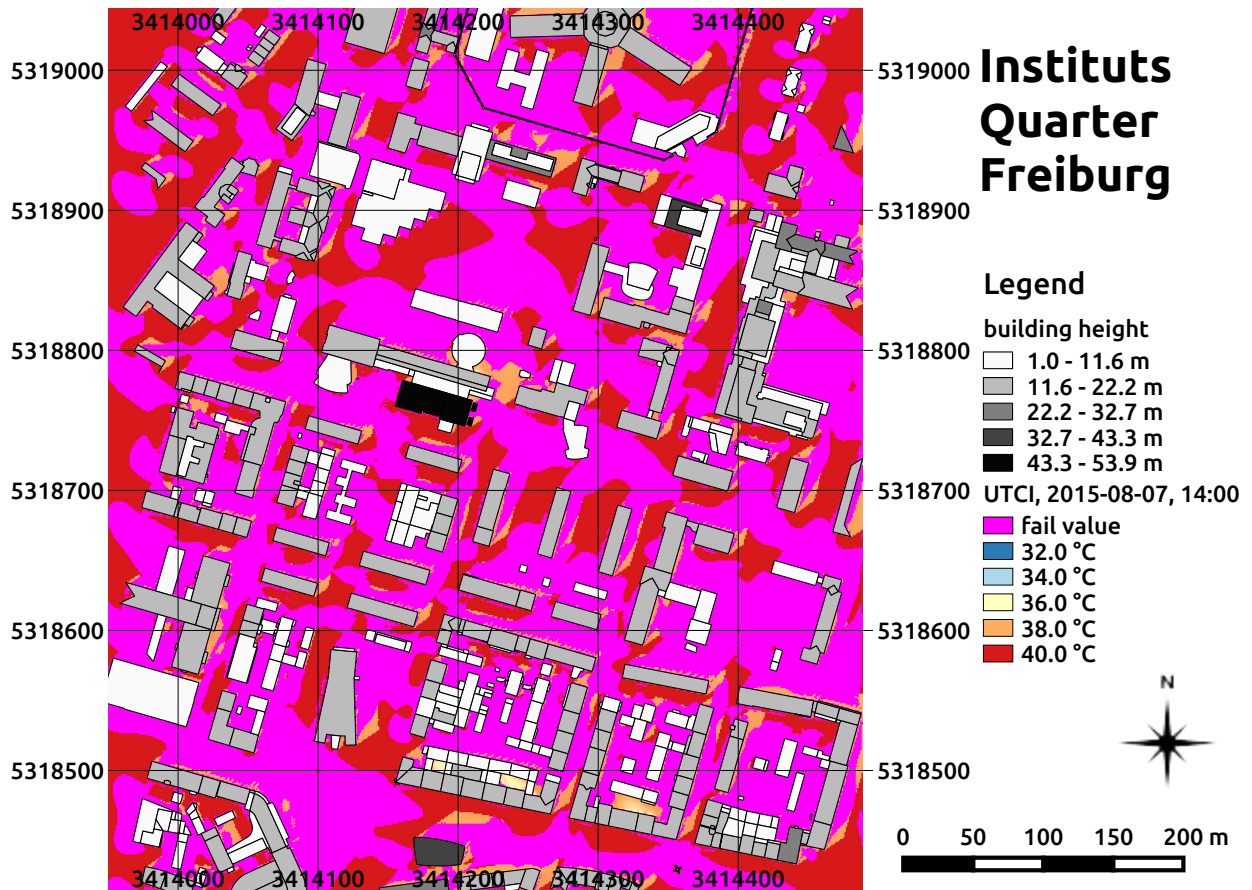 3414000 3414100 3414200 3414300 3414400
5319000 5319000
5318900 5318900
5318800 5318800
5318700 5318700
5318600 5318600
5318500 5318500
3414000 3414100 3414200 3414300 3414400
Instituts
Quarter
Freiburg
Legend
building height
1.0 - 11.6 m
11.6 - 22.2 m
22.2 - 32.7 m
32.7 - 43.3 m
43.3 - 53.9 m
UTCI, 2015-08-07, 14:00
fail value
32.0 °C
34.0 °C
36.0 °C
38.0 °C
40.0 °C
N
0 50 100 150 200 m